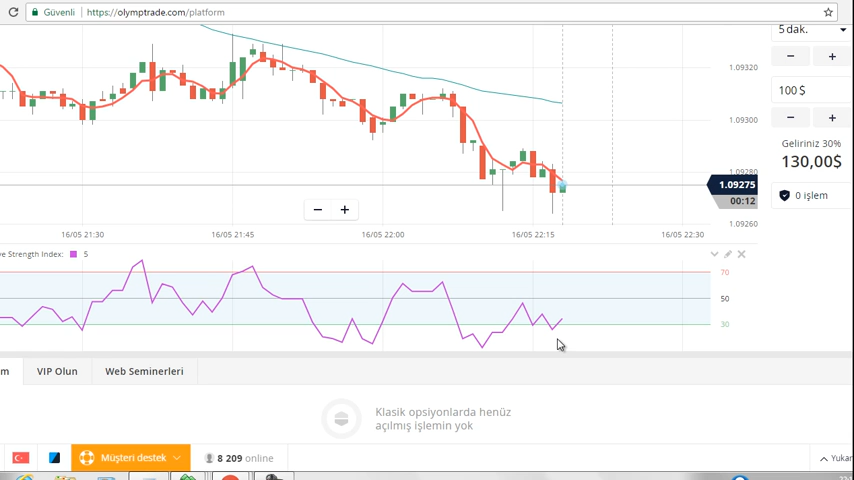 Güvenli
https://olymptrade.com/platform
5 dak.
1.09320
100 $
1.09300
Geliriniz 30%
130,00$
1.09280
1.09275
00:12
0 işlem
1.09260
16/05 21:30
16/05 21:45
16/05 22:00
16/05 22:15
16/05 22:30
ve Strength Index: 5
70
50
30
m
VIP Olun
Web Seminerleri
Klasik opsiyonlarda henüz
açılmış işlemin yok
Müşteri destek
8 209 online
Yukar